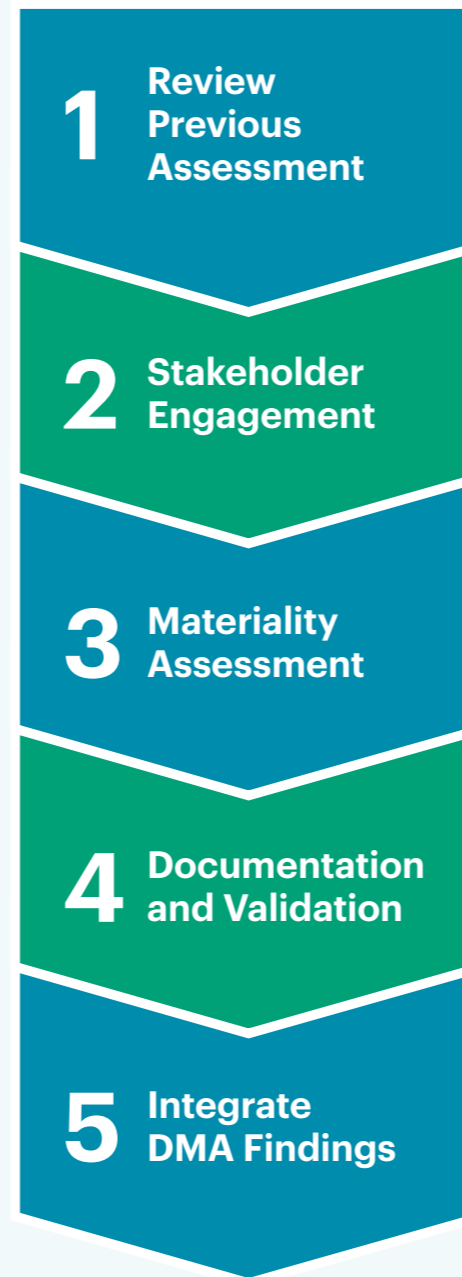 1
Review
Previous
Assessment
2
Stakeholder
Engagement
3
Materiality
Assessment
4
Documentation
and Validation
5
Integrate
DMA Findings